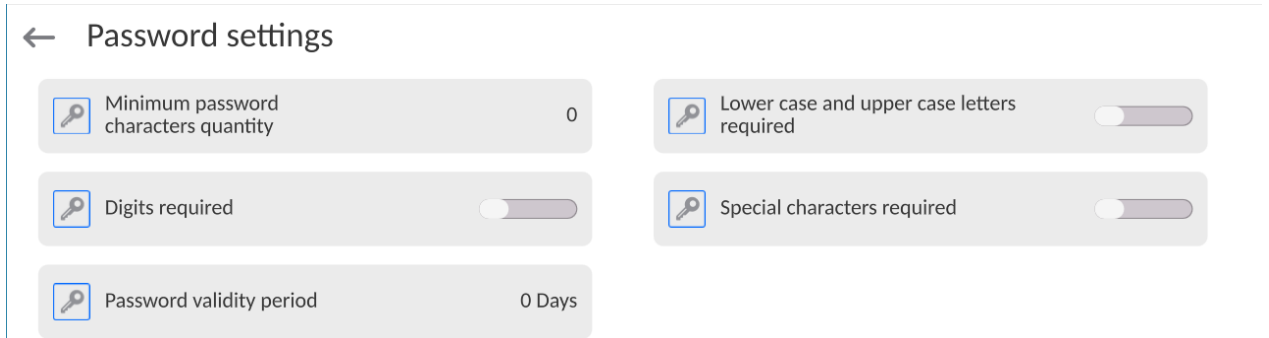 Password settings
Minimum password
characters quantity
0
Lower case and upper case letters
required
Digits required
Special characters required
Password validity period
0 Days